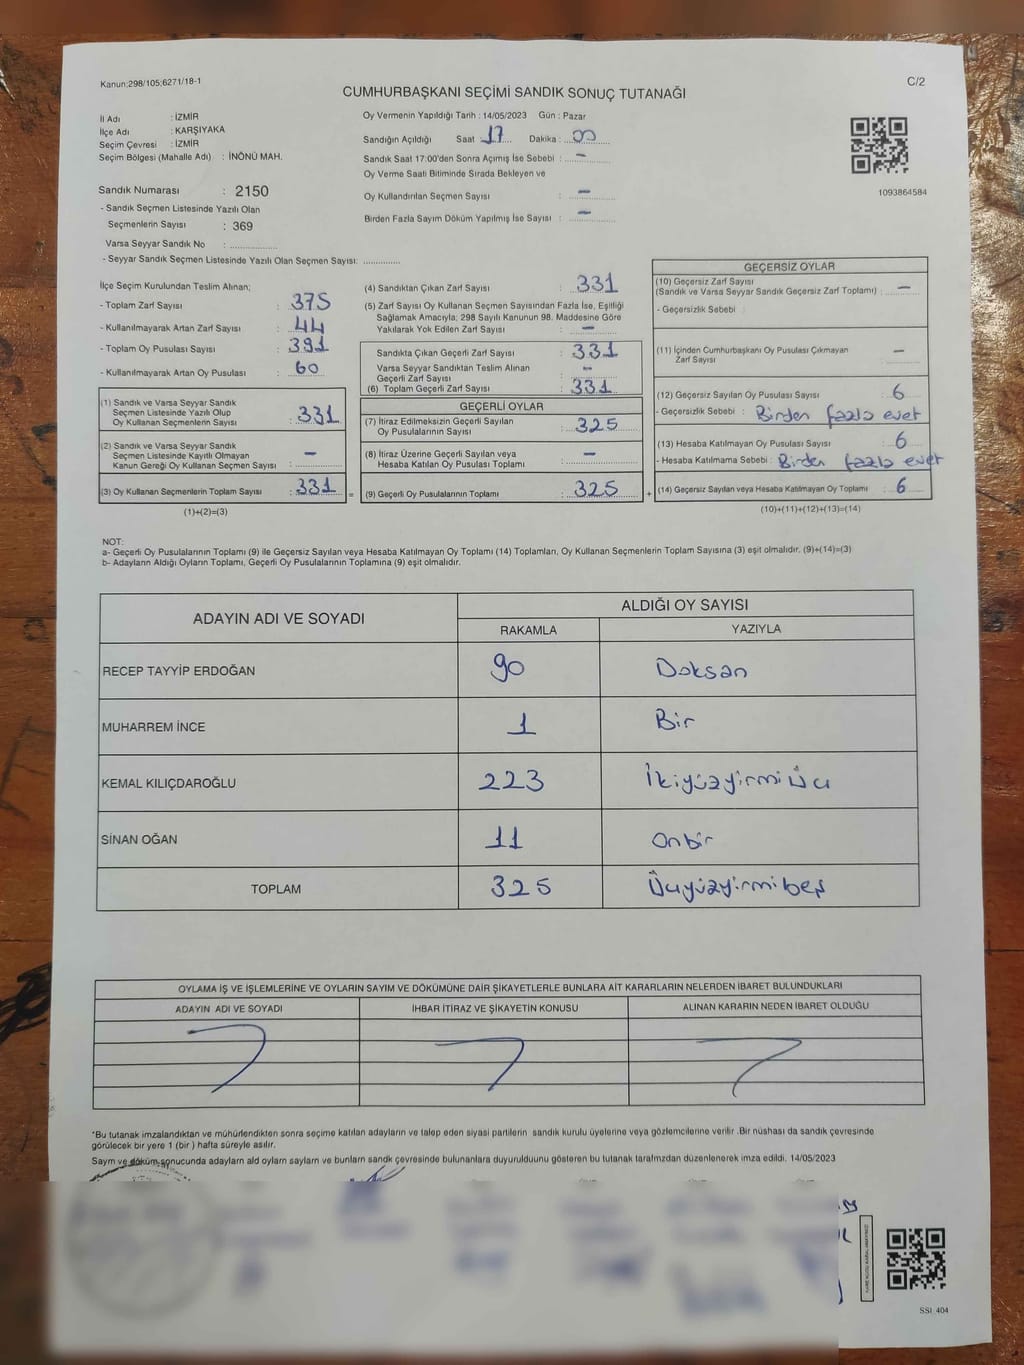 Kanun:298/105;6271/18-1
C/2
CUMHURBAŞKANI SEÇİMİ SANDIK SONUÇ TUTANAĞI
İl Adı : İZMİR
İlçe Adı : KARŞIYAKA
Seçim Çevresi : İZMİR
Seçim Bölgesi (Mahalle Adı) : İNÖNÜ MAH.
Sandık Numarası : 2150
- Sandık Seçmen Listesinde Yazılı Olan
Seçmenlerin Sayısı : 369
Varsa Seyyar Sandık No : ..............
- Seyyar Sandık Seçmen Listesinde Yazılı Olan Seçmen Sayısı: ..............
Oy Vermenin Yapıldığı Tarih : 14/05/2023 Gün : Pazar
Sandığın Açıldığı Saat : 17 Dakika : 00
Sandık Saat 17:00'den Sonra Açımış İse Sebebi : -
Oy Verme Saati Bitiminde Sırada Bekleyen ve
Oy Kullandırılan Seçmen Sayısı : -
Birden Fazla Sayım Döküm Yapılmış İse Sayısı : -
1093864584
İlçe Seçim Kurulundan Teslim Alınan;
- Toplam Zarf Sayısı : 375
- Kullanılmayarak Artan Zarf Sayısı : 44
- Toplam Oy Pusulası Sayısı : 391
- Kullanılmayarak Artan Oy Pusulası : 60
(1) Sandık ve Varsa Seyyar Sandık
Seçmen Listesinde Yazılı Olup
Oy Kullanan Seçmenlerin Sayısı : 331
(2) Sandık ve Varsa Seyyar Sandık
Seçmen Listesinde Kayıtlı Olmayan
Kanun Gereği Oy Kullanan Seçmen Sayısı : -
(3) Oy Kullanan Seçmenlerin Toplam Sayısı : 331 =
(1)+(2)=(3)
(4) Sandıktan Çıkan Zarf Sayısı : 331
(5) Zarf Sayısı Oy Kullanan Seçmen Sayısından Fazla İse, Eşitliği
Sağlamak Amacıyla; 298 Sayılı Kanunun 98. Maddesine Göre
Yakılarak Yok Edilen Zarf Sayısı : -
Sandıkta Çıkan Geçerli Zarf Sayısı : 331
Varsa Seyyar Sandıktan Teslim Alınan
Geçerli Zarf Sayısı : -
(6) Toplam Geçerli Zarf Sayısı : 331
GEÇERLİ OYLAR
(7) İtiraz Edilmeksizin Geçerli Sayılan
Oy Pusulalarının Sayısı : 325
(8) İtiraz Üzerine Geçerli Sayılan veya
Hesaba Katılan Oy Pusulası Toplamı : -
(9) Geçerli Oy Pusulalarının Toplamı : 325 +
GEÇERSİZ OYLAR
(10) Geçersiz Zarf Sayısı
(Sandık ve Varsa Seyyar Sandık Geçersiz Zarf Toplamı) : -
- Geçersizlik Sebebi :
(11) İçinden Cumhurbaşkanı Oy Pusulası Çıkmayan
Zarf Sayısı : -
(12) Geçersiz Sayılan Oy Pusulası Sayısı : 6
- Geçersizlik Sebebi : Birden fazla evet
(13) Hesaba Katılmayan Oy Pusulası Sayısı : 6
- Hesaba Katılmama Sebebi : Birden fazla evet
(14) Geçersiz Sayılan veya Hesaba Katılmayan Oy Toplamı : 6
(10)+(11)+(12)+(13)=(14)
NOT:
a- Geçerli Oy Pusulalarının Toplamı (9) ile Geçersiz Sayılan veya Hesaba Katılmayan Oy Toplamı (14) Toplamları, Oy Kullanan Seçmenlerin Toplam Sayısına (3) eşit olmalıdır. (9)+(14)=(3)
b- Adayların Aldığı Oyların Toplamı, Geçerli Oy Pusulalarının Toplamına (9) eşit olmalıdır.
ADAYIN ADI VE SOYADI
ALDIĞI OY SAYISI
RAKAMLA YAZIYLA
RECEP TAYYİP ERDOĞAN 90 Doksan
MUHARREM İNCE 1 Bir
KEMAL KILIÇDAROĞLU 223 İkiyüzyirmi üç
SİNAN OĞAN 11 Onbir
TOPLAM 325 Üçyüzyirmibeş
OYLAMA İŞ VE İŞLEMLERİNE VE OYLARIN SAYIM VE DÖKÜMÜNE DAİR ŞİKAYETLERLE BUNLARA AİT KARARLARIN NELERDEN İBARET BULUNDUKLARI
ADAYIN ADI VE SOYADI İHBAR İTİRAZ VE ŞİKAYETİN KONUSU ALINAN KARARIN NEDEN İBARET OLDUĞU
*Bu tutanak imzalandıktan ve mühürlendikten sonra seçime katılan adayların ve talep eden siyasi partilerin sandık kurulu üyelerine veya gözlemcilerine verilir .Bir nüshası da sandık çevresinde
görülecek bir yere 1 (bir ) hafta süreyle asılır.
Sayım ve döküm sonucunda adayların aldı oyların sayıların ve bunların sandık çevresinde bulunanlara duyurulduunu gösteren bu tutanak tarafımızdan düzenlenerek imza edildi. 14/05/2023
SSI_404